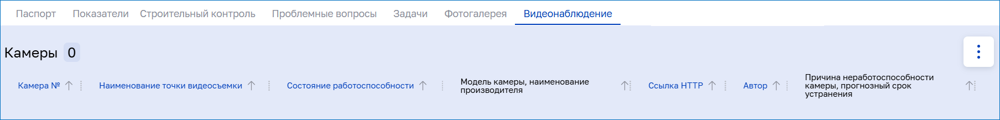 Паспорт Показатели Строительный контроль Проблемные вопросы Задачи Фотогалерея Видеонаблюдение
Камеры 0
Камера № Наименование точки видеосъемки Состояние работоспособности Модель камеры, наименование производителя Ссылка HTTP Автор Причина неработоспособности камеры, прогнозный срок устранения